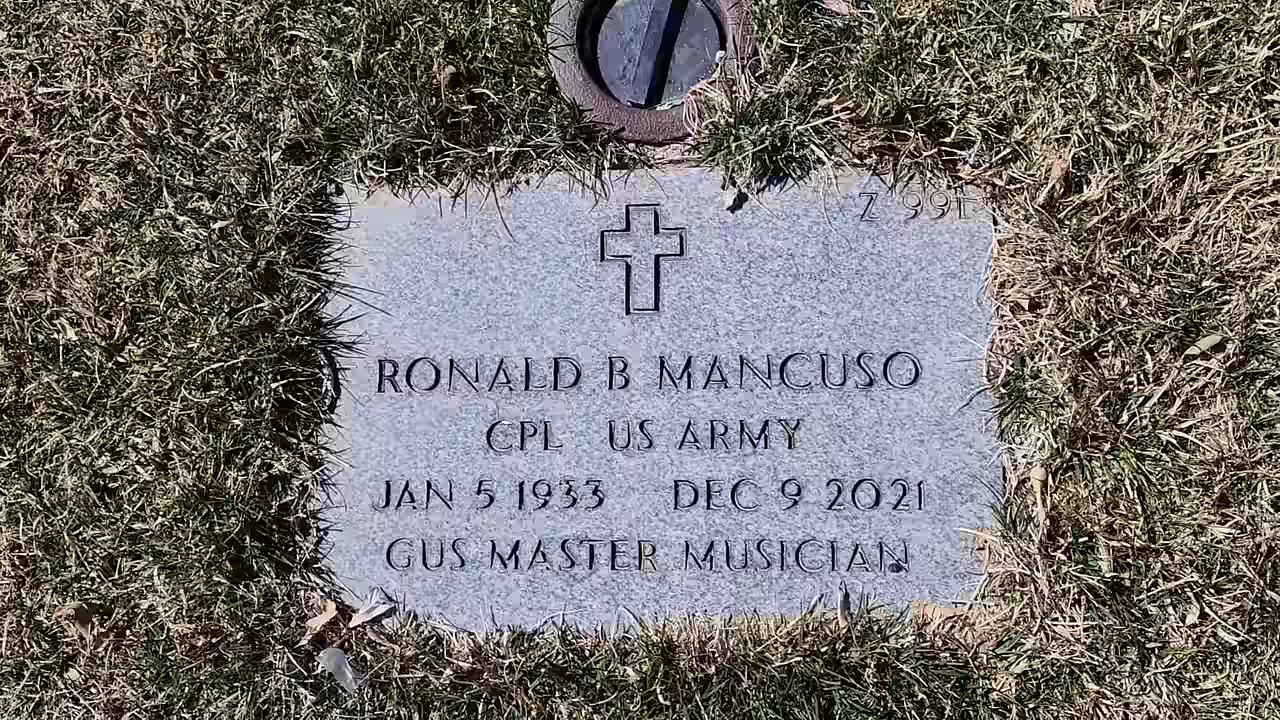 Z 991
RONALD B MANCUSO
CPL US ARMY
JAN 5 1933 DEC 9 2021
GUS MASTER MUSICIAN